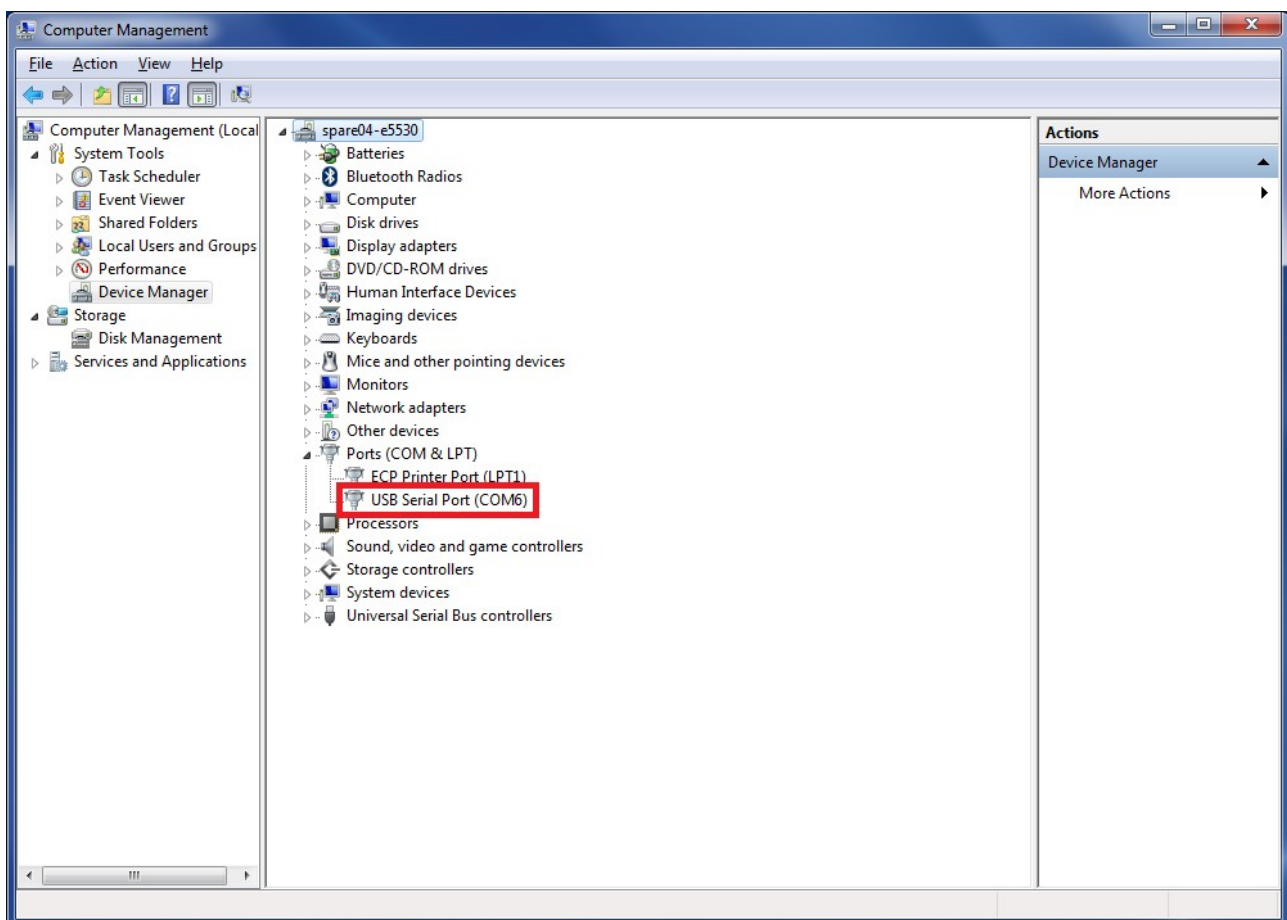 Computer Management
File Action View Help
Computer Management (Local
System Tools
Task Scheduler
Event Viewer
Shared Folders
Local Users and Groups
Performance
Device Manager
Storage
Disk Management
Services and Applications
spare04-e5530
Batteries
Bluetooth Radios
Computer
Disk drives
Display adapters
DVD/CD-ROM drives
Human Interface Devices
Imaging devices
Keyboards
Mice and other pointing devices
Monitors
Network adapters
Other devices
Ports (COM & LPT)
ECP Printer Port (LPT1)
USB Serial Port (COM6)
Processors
Sound, video and game controllers
Storage controllers
System devices
Universal Serial Bus controllers
Actions
Device Manager
More Actions